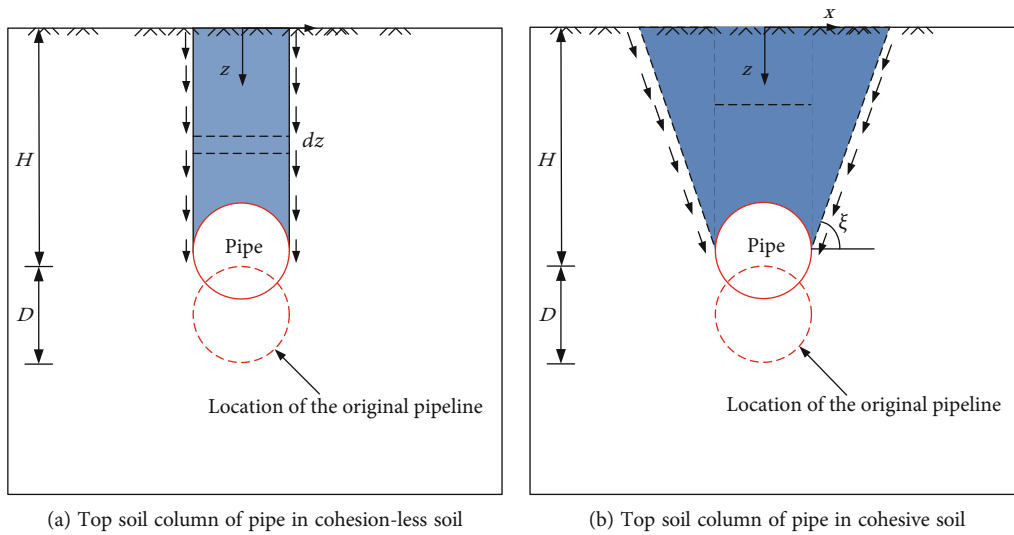 z
dz
H
Pipe
D
Location of the original pipeline
(a) Top soil column of pipe in cohesion-less soil
x
z
H
ξ
Pipe
D
Location of the original pipeline
(b) Top soil column of pipe in cohesive soil